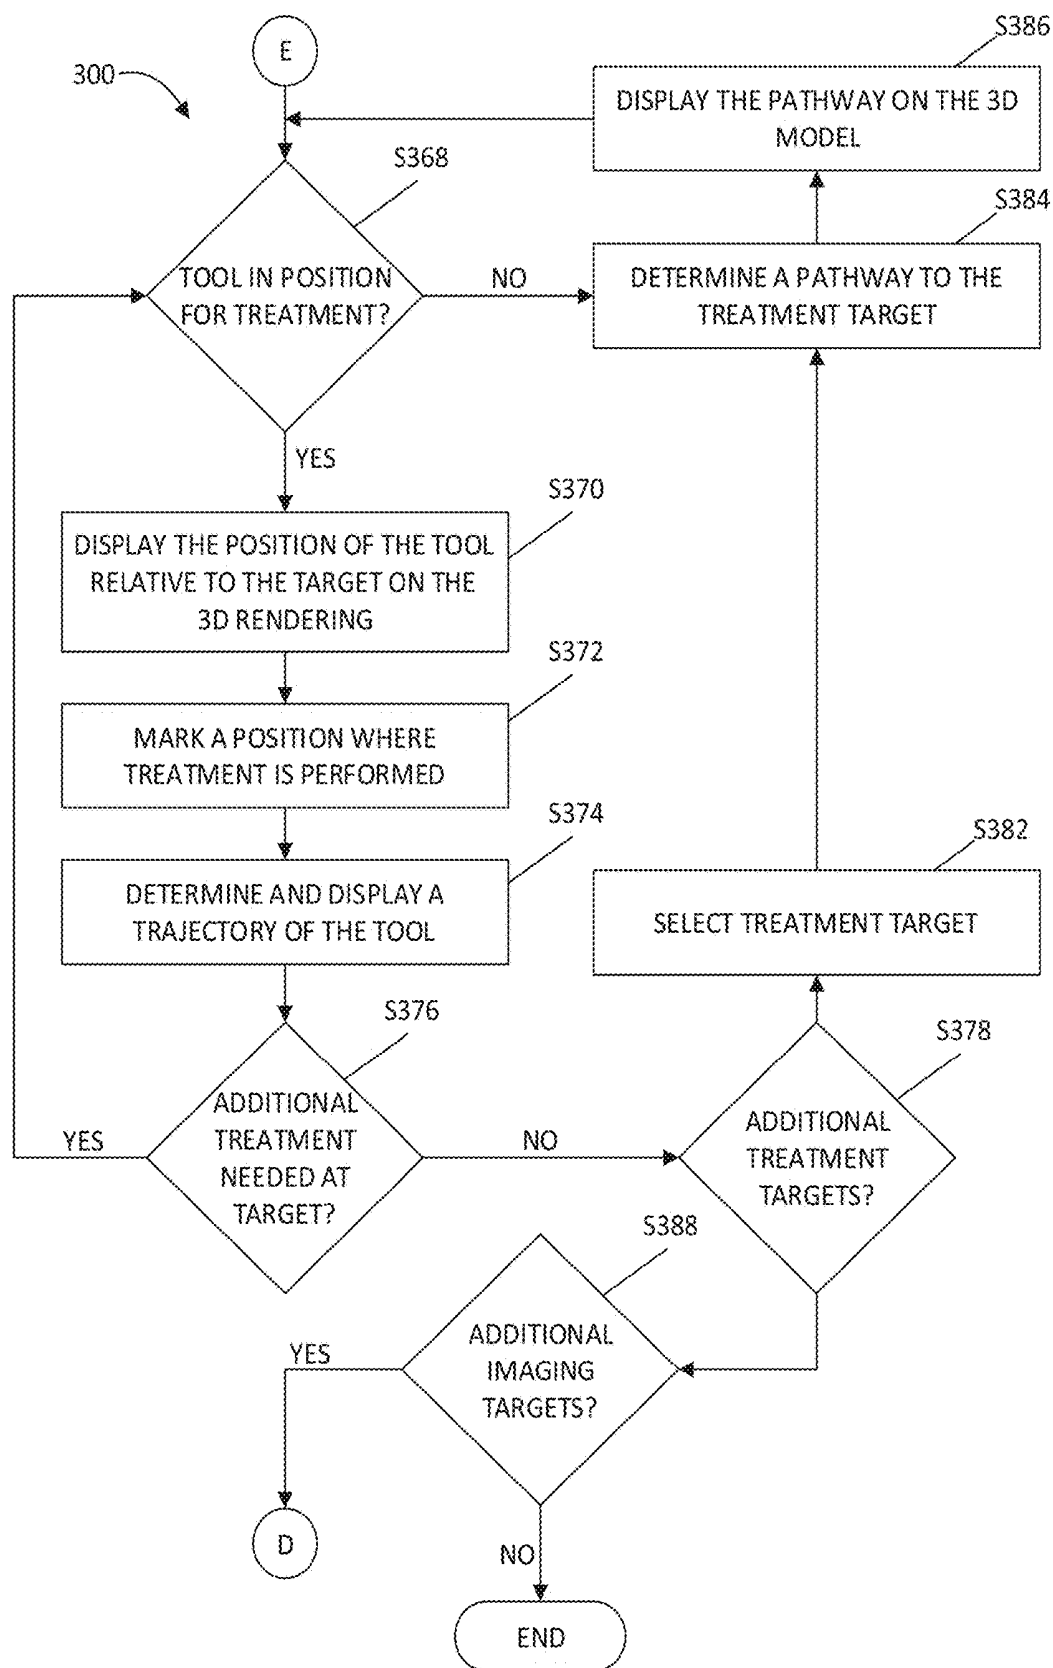 E
300
S386
DISPLAY THE PATHWAY ON THE 3D
MODEL
S368
S384
TOOL IN POSITION
FOR TREATMENT?
NO
DETERMINE A PATHWAY TO THE
TREATMENT TARGET
YES
S370
DISPLAY THE POSITION OF THE TOOL
RELATIVE TO THE TARGET ON THE
3D RENDERING
S372
MARK A POSITION WHERE
TREATMENT IS PERFORMED
S374
DETERMINE AND DISPLAY A
TRAJECTORY OF THE TOOL
S382
SELECT TREATMENT TARGET
S376
ADDITIONAL
TREATMENT
NEEDED AT
TARGET?
YES
NO
S378
ADDITIONAL
TREATMENT
TARGETS?
S388
ADDITIONAL
IMAGING
TARGETS?
YES
D
NO
END